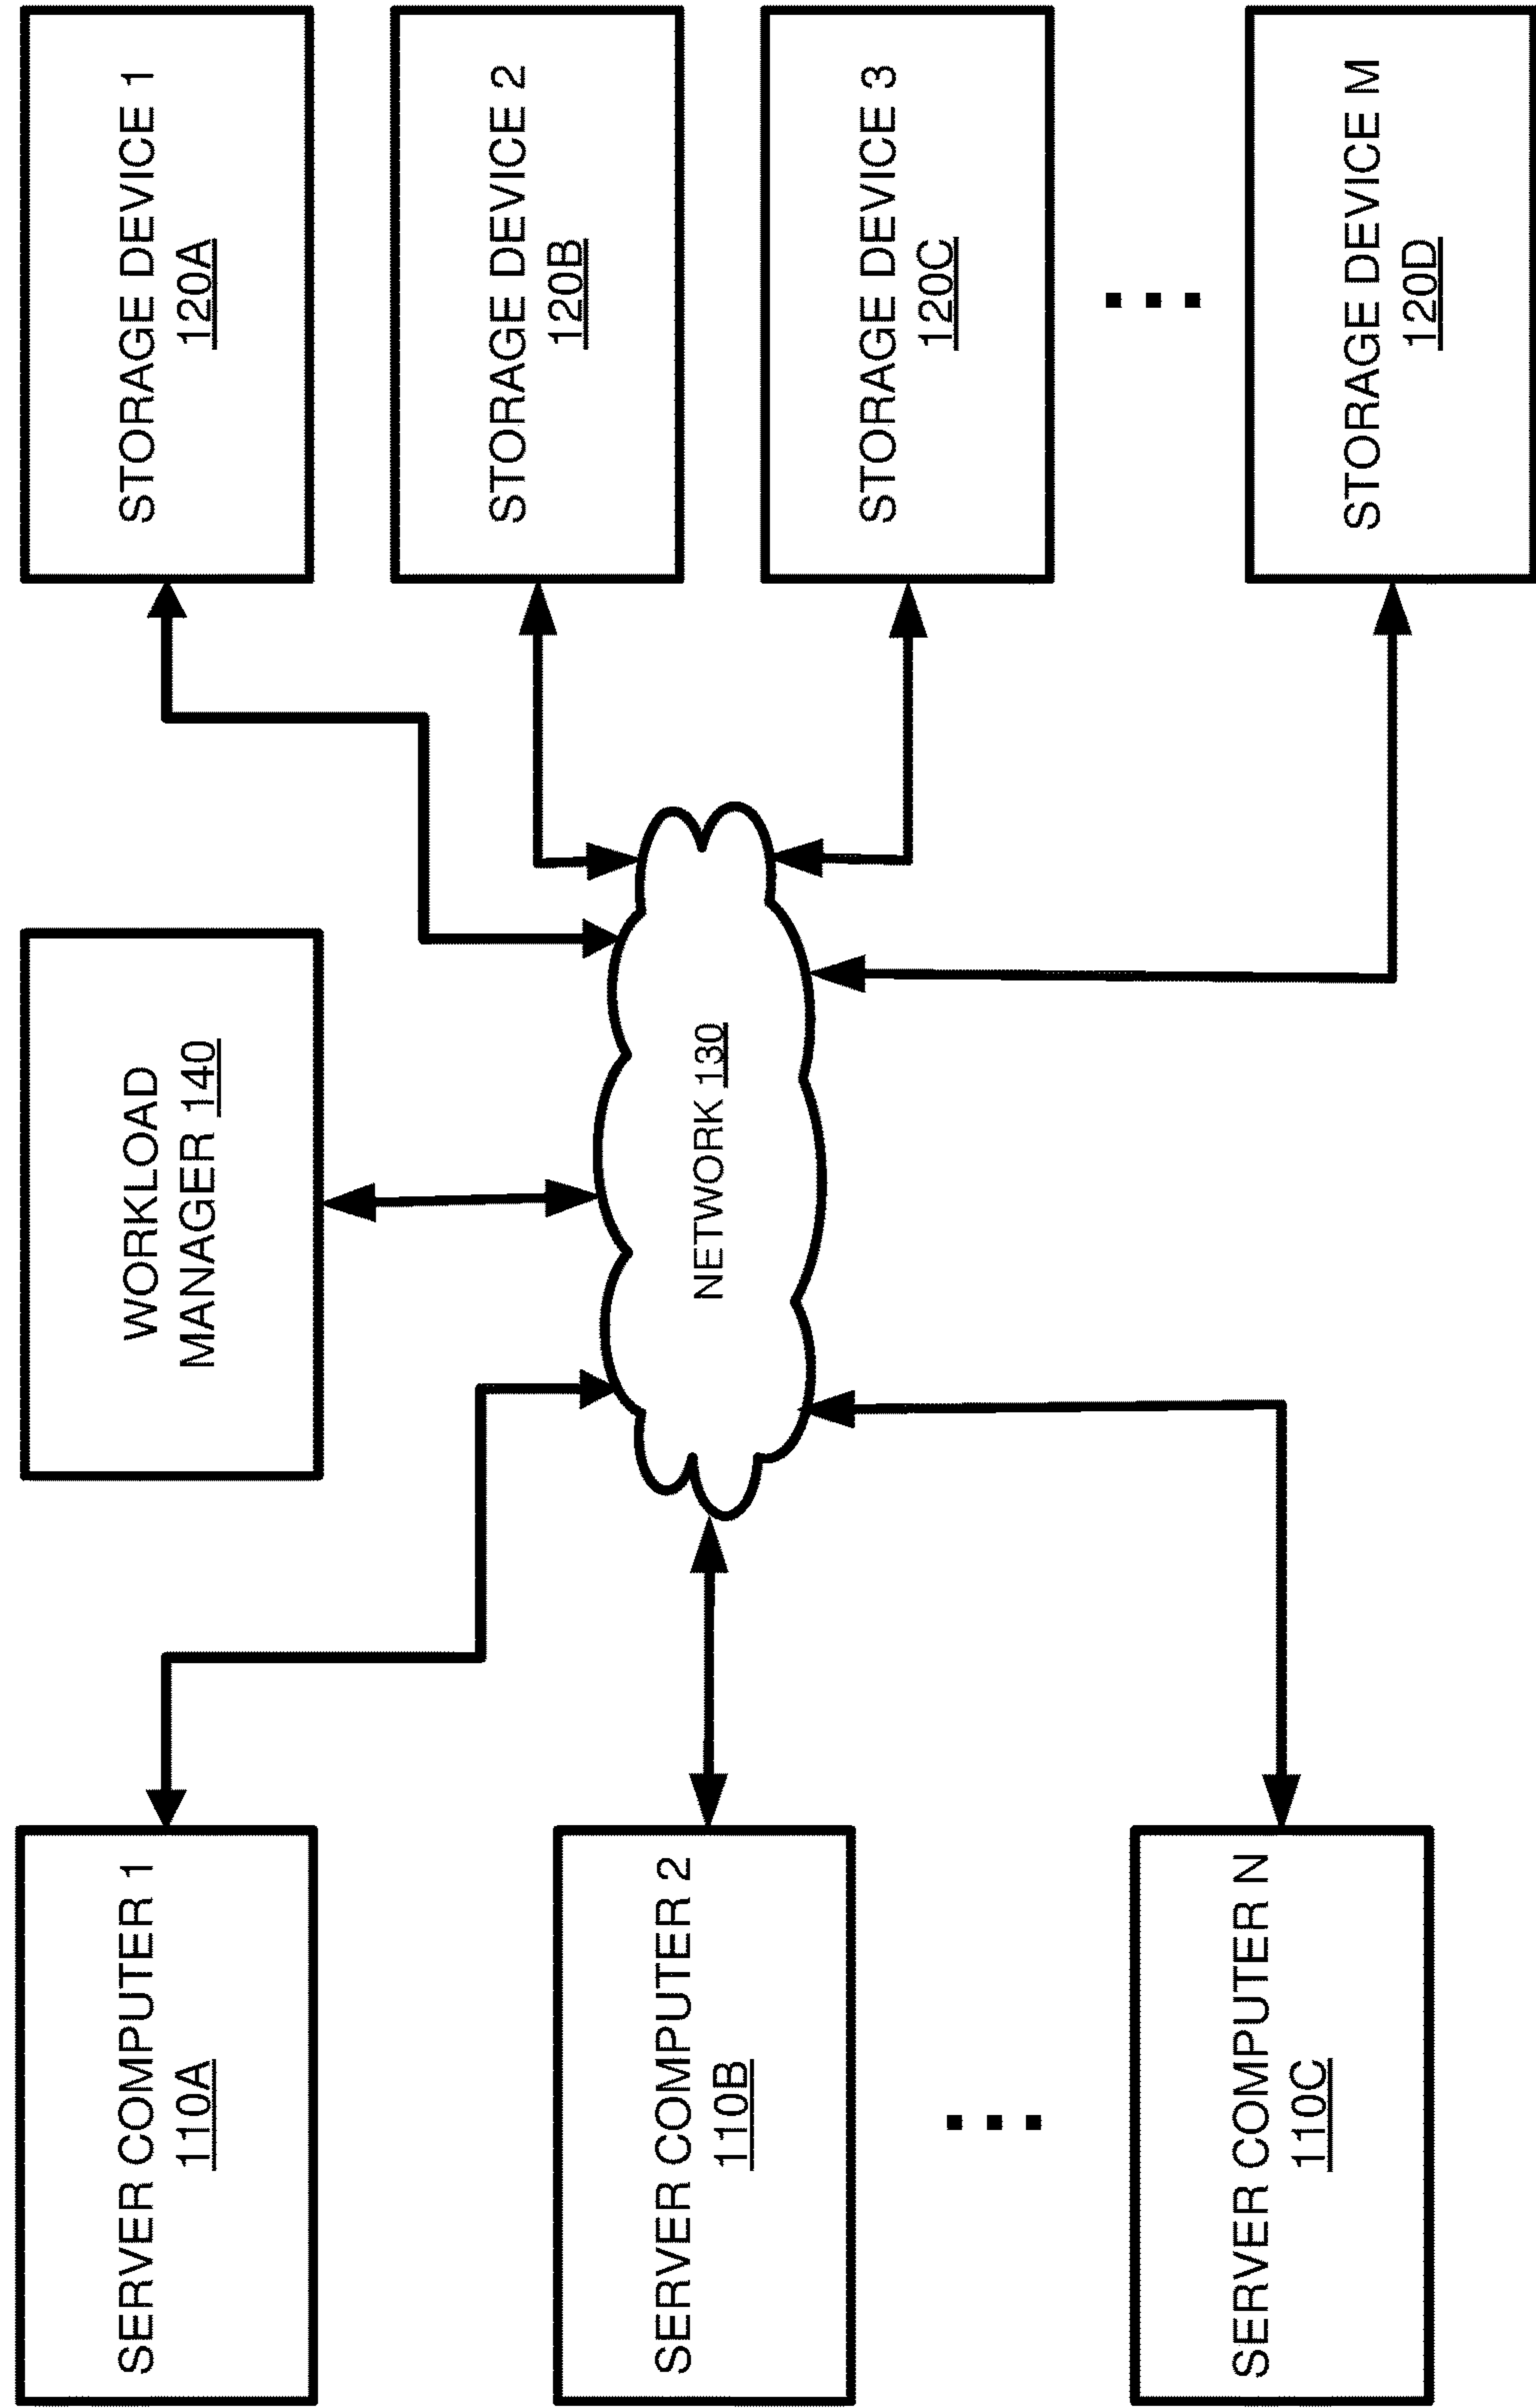 SERVER COMPUTER 1
110A
SERVER COMPUTER 2
110B
SERVER COMPUTER N
110C
WORKLOAD
MANAGER 140
NETWORK 130
STORAGE DEVICE 1
120A
STORAGE DEVICE 2
120B
STORAGE DEVICE 3
120C
STORAGE DEVICE M
120D